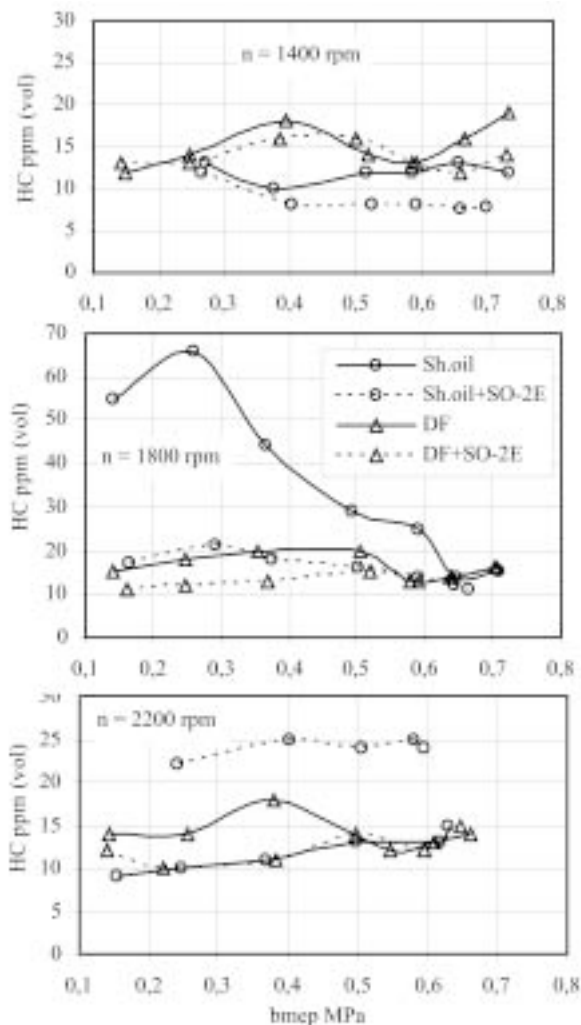 30
25
20
15
10
5
0
HC ppm (vol)
n = 1400 rpm
0,1 0,2 0,3 0,4 0,5 0,6 0,7 0,8
70
60
50
40
30
20
10
0
HC ppm (vol)
n = 1800 rpm
Sh.oil
Sh.oil+SO-2E
DF
DF+SO-2E
0,1 0,2 0,3 0,4 0,5 0,6 0,7 0,8
30
25
20
15
10
5
0
HC ppm (vol)
n = 2200 rpm
0,1 0,2 0,3 0,4 0,5 0,6 0,7 0,8
bmep MPa